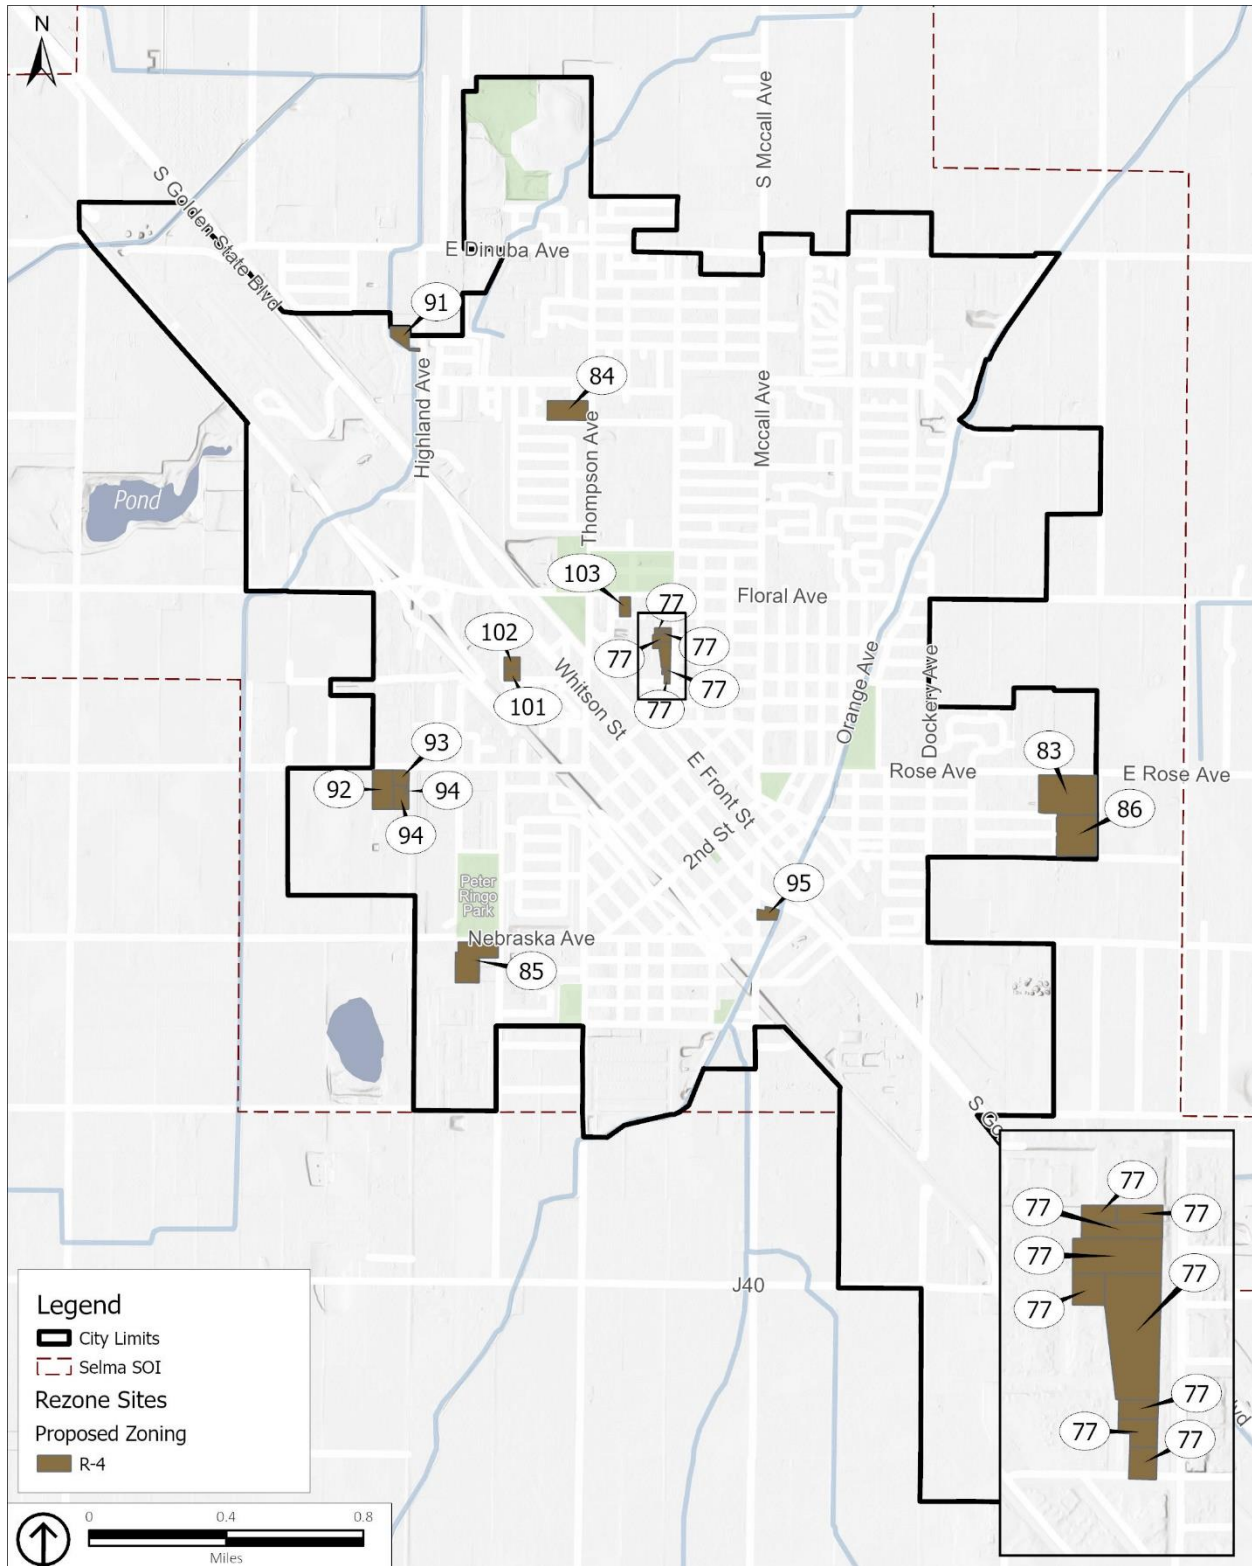 N
S Mccall Ave
S Golden State Blvd
E Dinuba Ave
91
84
Highland Ave
Thompson Ave
Mccall Ave
Pond
103
77
Floral Ave
102
77
77
101
77
77
Whitson St
Orange Ave
Dockery Ave
93
83
E Front St
Rose Ave
E Rose Ave
92
94
94
86
2nd St
95
Peter
Ringo
Park
Nebraska Ave
85
S Go
77
77
77
77
77
77
77
77
77
lvd
J40
Legend
City Limits
Selma SOI
Rezone Sites
Proposed Zoning
R-4
0 0.4 0.8
Miles